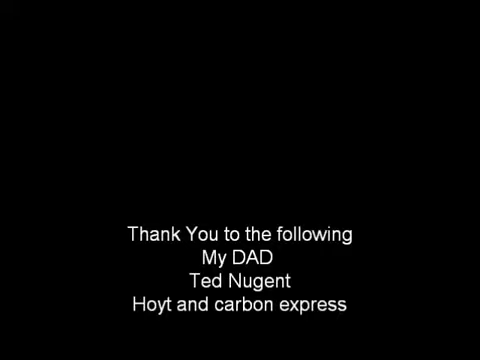 Thank You to the following
My DAD
Ted Nugent
Hoyt and carbon express